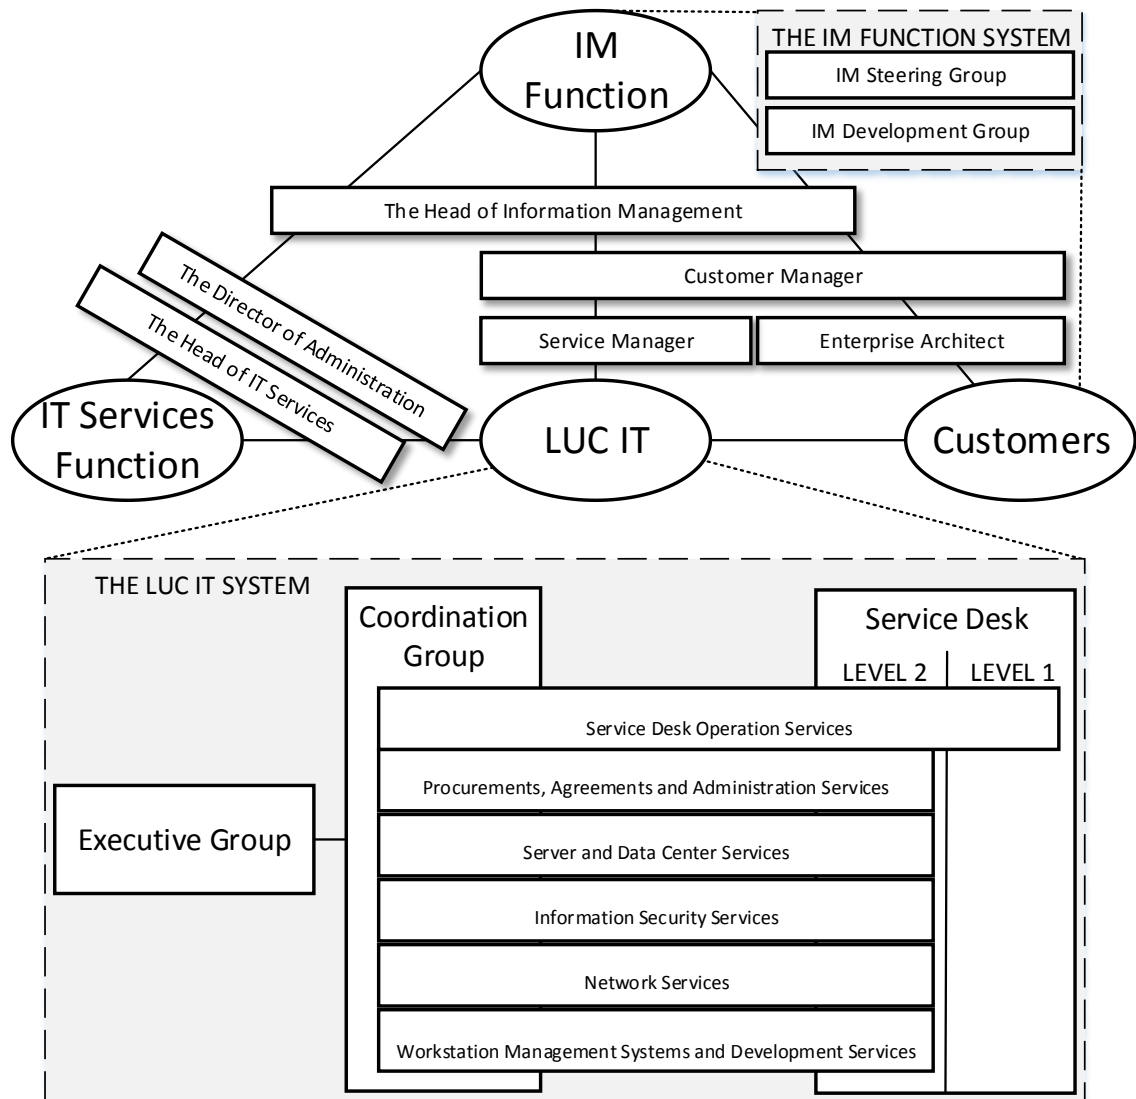 IM
Function
THE IM FUNCTION SYSTEM
IM Steering Group
IM Development Group
The Head of Information Management
The Director of Administration
The Head of IT Services
Customer Manager
Service Manager
Enterprise Architect
IT Services
Function
LUC IT
Customers
THE LUC IT SYSTEM
Coordination
Group
Service Desk
LEVEL 2
LEVEL 1
Service Desk Operation Services
Procurements, Agreements and Administration Services
Executive Group
Server and Data Center Services
Information Security Services
Network Services
Workstation Management Systems and Development Services